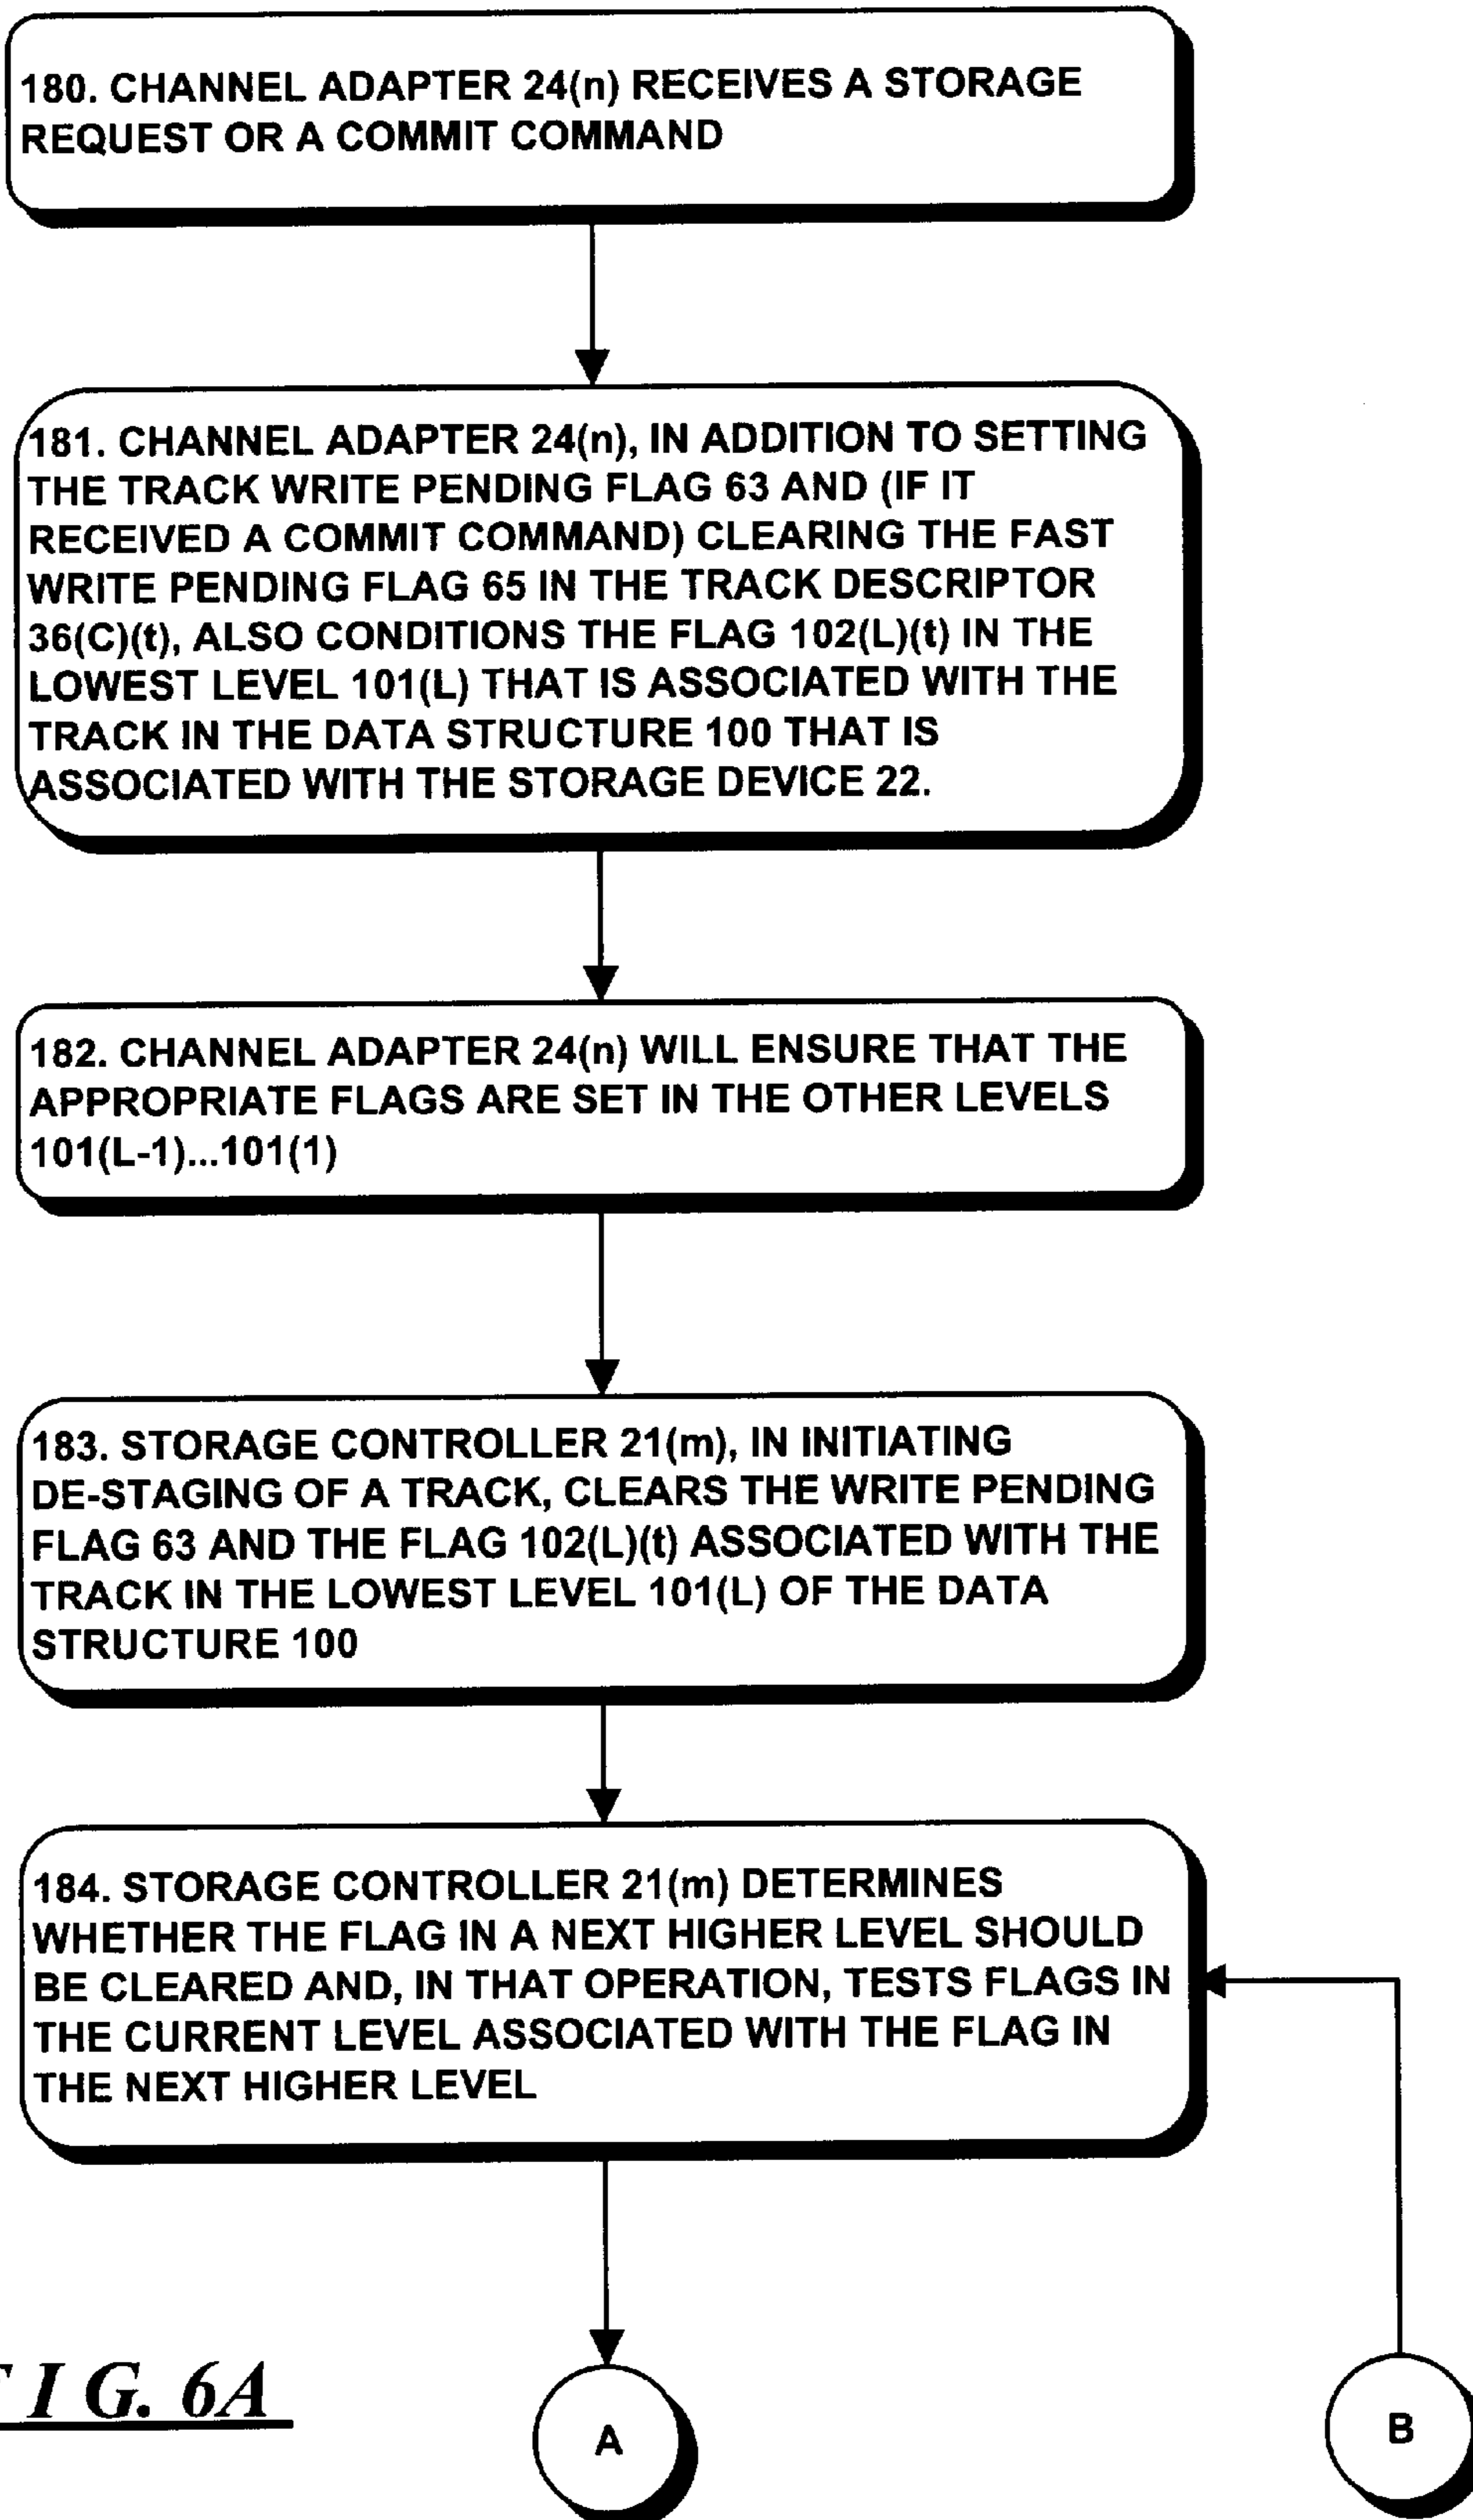 180. CHANNEL ADAPTER 24(n) RECEIVES A STORAGE
REQUEST OR A COMMIT COMMAND
181. CHANNEL ADAPTER 24(n), IN ADDITION TO SETTING
THE TRACK WRITE PENDING FLAG 63 AND (IF IT
RECEIVED A COMMIT COMMAND) CLEARING THE FAST
WRITE PENDING FLAG 65 IN THE TRACK DESCRIPTOR
36(C)(t), ALSO CONDITIONS THE FLAG 102(L)(t) IN THE
LOWEST LEVEL 101(L) THAT IS ASSOCIATED WITH THE
TRACK IN THE DATA STRUCTURE 100 THAT IS
ASSOCIATED WITH THE STORAGE DEVICE 22.
182. CHANNEL ADAPTER 24(n) WILL ENSURE THAT THE
APPROPRIATE FLAGS ARE SET IN THE OTHER LEVELS
101(L-1)...101(1)
183. STORAGE CONTROLLER 21(m), IN INITIATING
DE-STAGING OF A TRACK, CLEARS THE WRITE PENDING
FLAG 63 AND THE FLAG 102(L)(t) ASSOCIATED WITH THE
TRACK IN THE LOWEST LEVEL 101(L) OF THE DATA
STRUCTURE 100
184. STORAGE CONTROLLER 21(m) DETERMINES
WHETHER THE FLAG IN A NEXT HIGHER LEVEL SHOULD
BE CLEARED AND, IN THAT OPERATION, TESTS FLAGS IN
THE CURRENT LEVEL ASSOCIATED WITH THE FLAG IN
THE NEXT HIGHER LEVEL
FIG. 6A
A
B